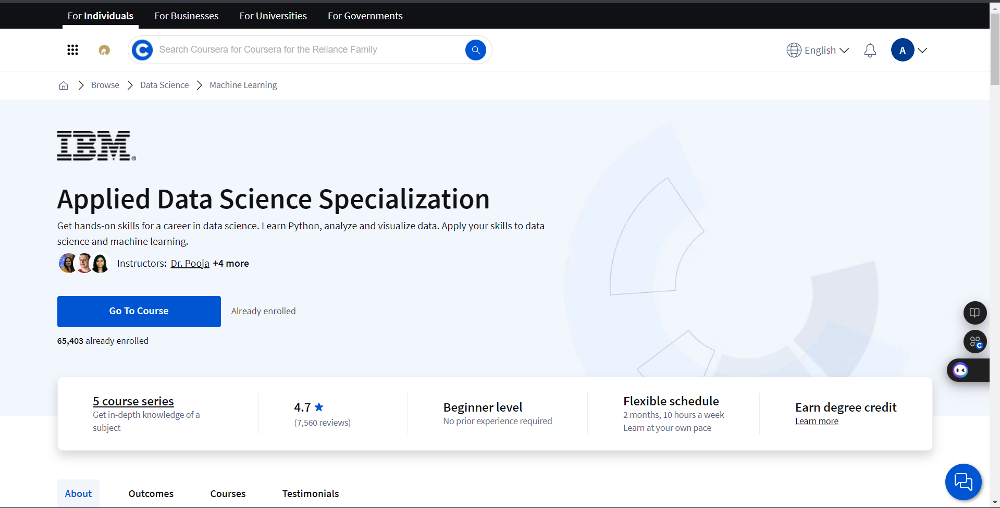 For Individuals
For Businesses
For Universities
For Governments
C
Search Coursera for Coursera for the Reliance Family
English
A
Browse
Data Science
Machine Learning
IBM®
Applied Data Science Specialization
Get hands-on skills for a career in data science. Learn Python, analyze and visualize data. Apply your skills to data
science and machine learning.
Instructors: Dr. Pooja +4 more
Go To Course
Already enrolled
65,403 already enrolled
5 course series
Get in-depth knowledge of a
subject
4.7
(7,560 reviews)
Beginner level
No prior experience required
Flexible schedule
2 months, 10 hours a week
Learn at your own pace
Earn degree credit
Learn more
C
About
Outcomes
Courses
Testimonials